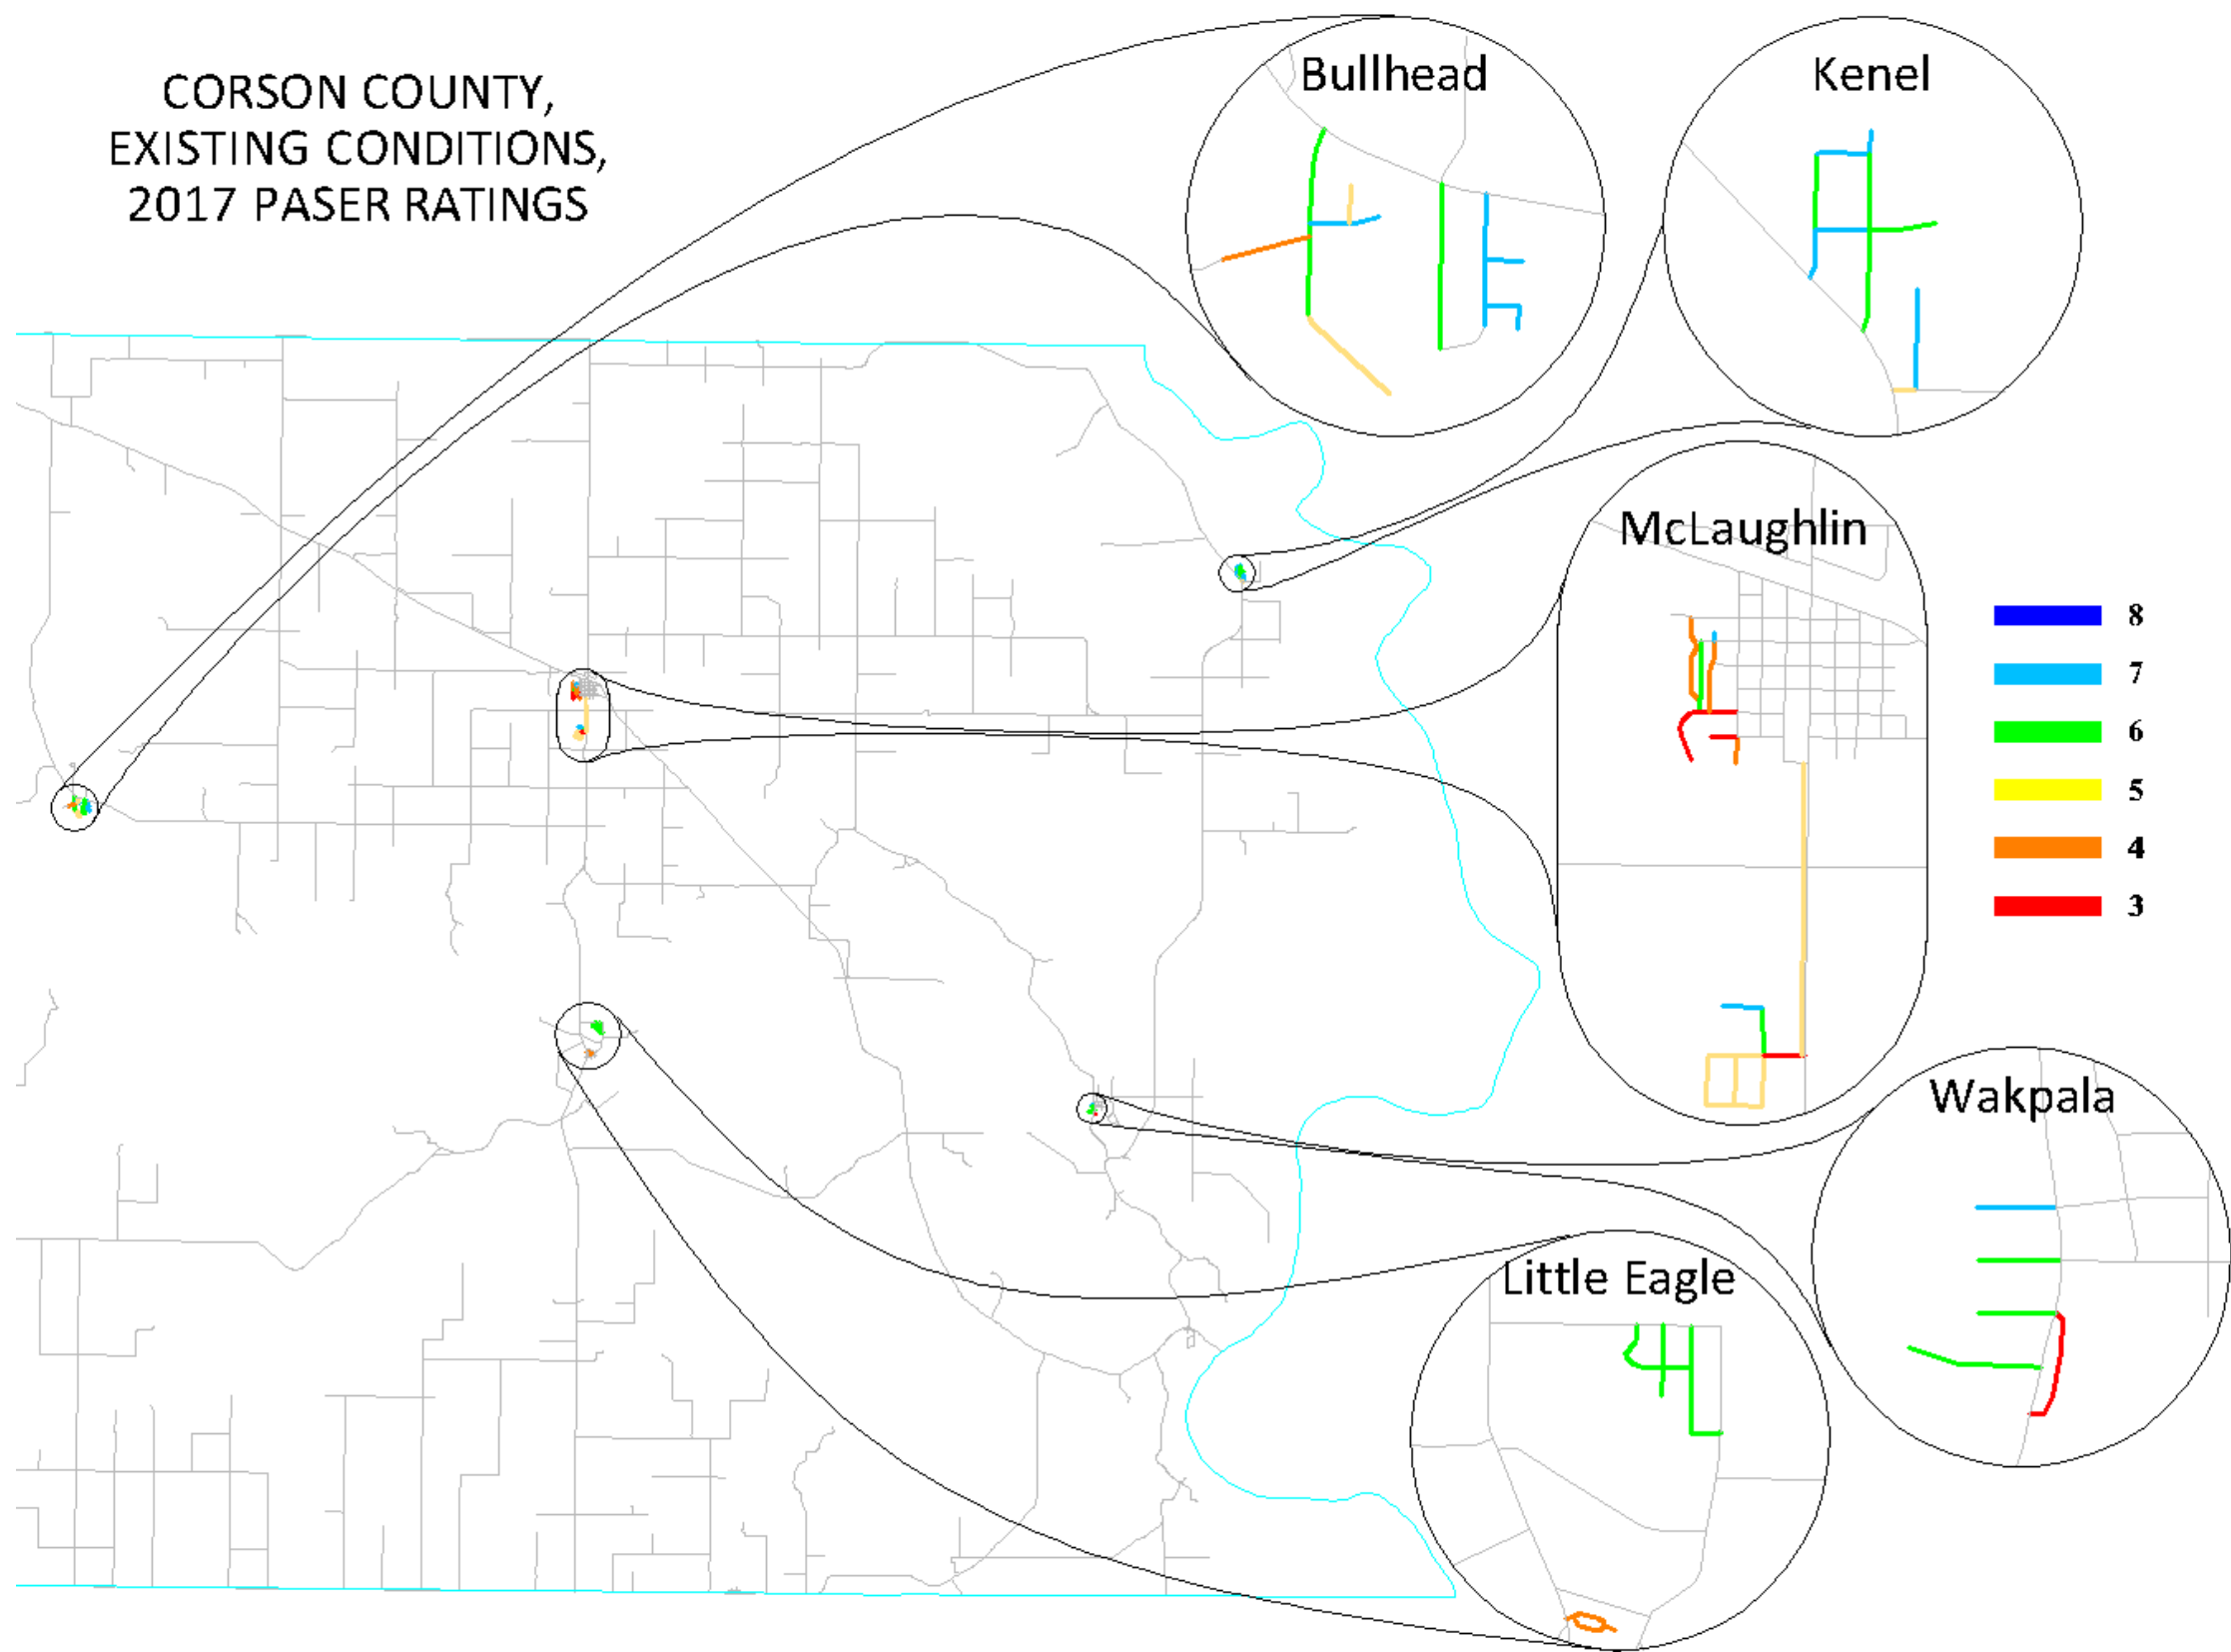 CORSON COUNTY,
EXISTING CONDITIONS,
2017 PASER RATINGS
Bullhead
Kenel
McLaughlin
8
7
6
5
4
3
Wakpala
Little Eagle